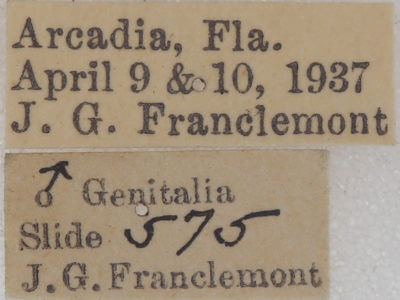 Arcadia, Fla.
April 9 & 10, 1937
J. G. Franclemont
♂ Genitalia
Slide 575
J. G. Franclemont